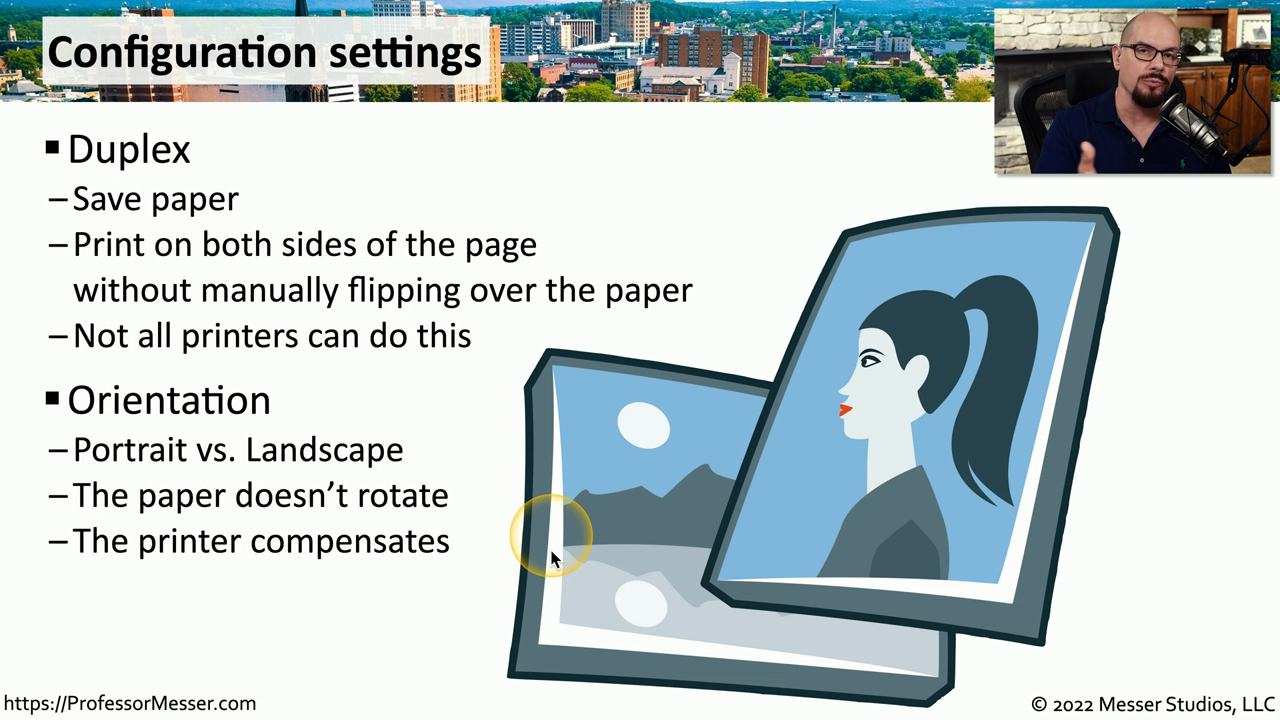 Configuration settings
▪ Duplex
– Save paper
– Print on both sides of the page
without manually flipping over the paper
– Not all printers can do this
▪ Orientation
– Portrait vs. Landscape
– The paper doesn’t rotate
– The printer compensates
https://ProfessorMesser.com
© 2022 Messer Studios, LLC